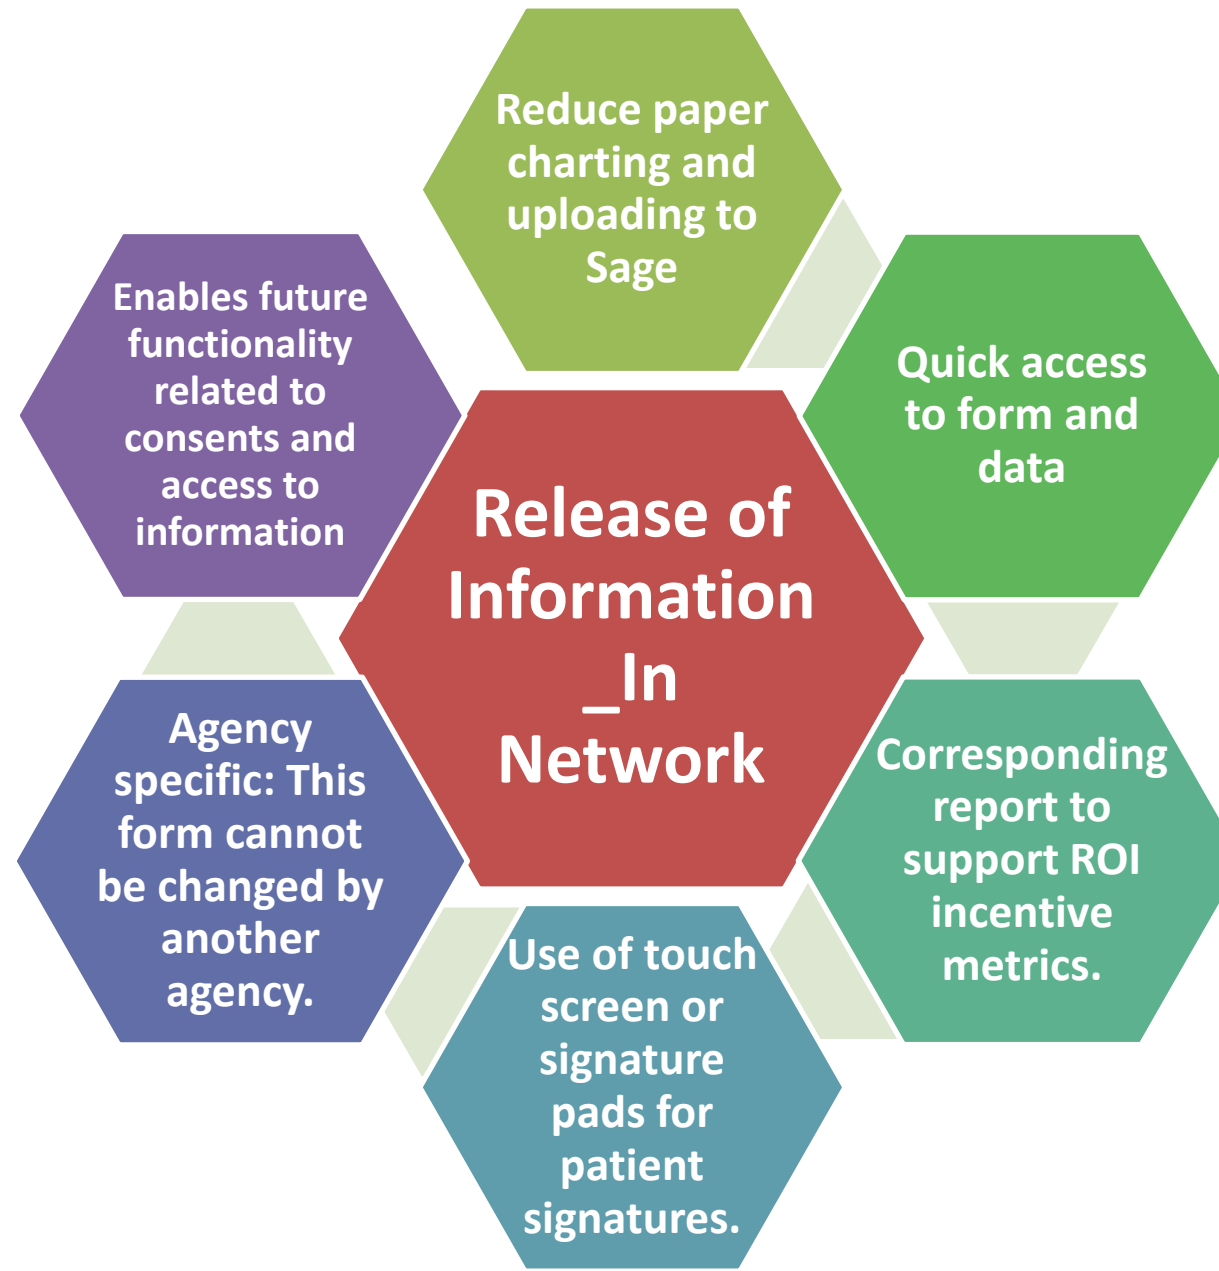 Reduce paper
charting and
uploading to
Sage
Quick access
to form and
data
Corresponding
report to
support ROI
incentive
metrics.
Use of touch
screen or
signature
pads for
patient
signatures.
Agency
specific: This
form cannot
be changed by
another
agency.
Enables future
functionality
related to
consents and
access to
information
Release of
Information
_In
Network